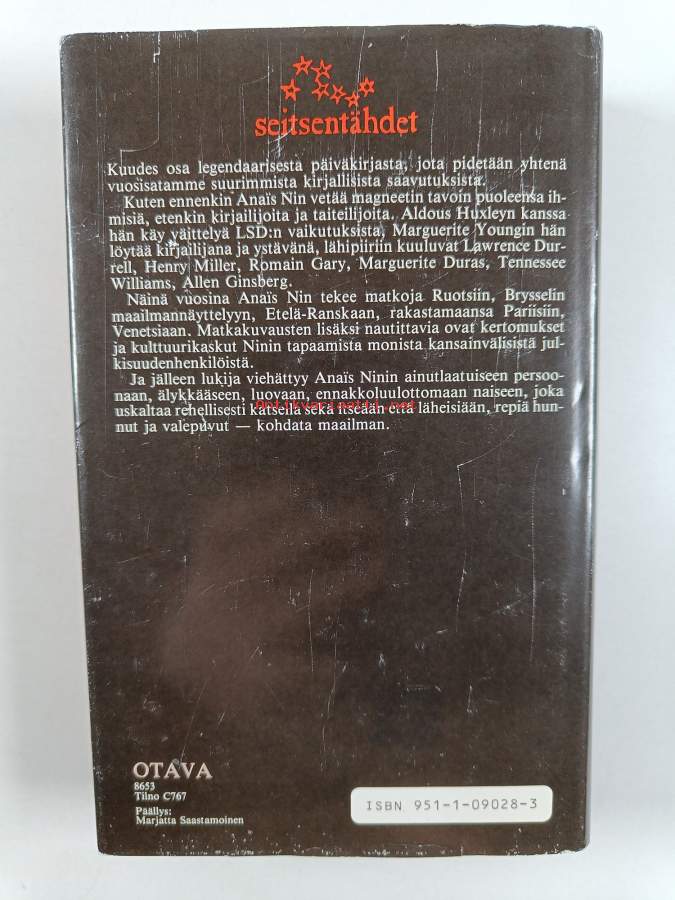 seitsentähdet
Kuudes osa legendaarisesta päiväkirjasta, jota pidetään yhtenä
vuosisatamme suurimmista kirjallisista saavutuksista.
Kuten ennenkin Anaïs Nin vetää magneetin tavoin puoleensa ih-
misiä, etenkin kirjailijoita ja taiteilijoita. Aldous Huxleyn kanssa
hän käy väittelyä LSD:n vaikutuksista, Marguerite Youngin hän
löytää kirjailijana ja ystävänä, lähipiiriin kuuluvat Lawrence Dur-
rell, Henry Miller, Romain Gary, Marguerite Duras, Tennessee
Williams, Allen Ginsberg.
Näinä vuosina Anaïs Nin tekee matkoja Ruotsiin, Brysselin
maailmannäyttelyyn, Etelä-Ranskaan, rakastamaansa Pariisiin,
Venetsiaan. Matkakuvausten lisäksi nautittavia ovat kertomukset
ja kulttuurikaskut Ninin tapaamista monista kansainvälisistä jul-
kisuudenhenkilöistä.
Ja jälleen lukija viehättyy Anaïs Ninin ainutlaatuiseen persoo-
naan, älykkääseen, luovaan, ennakkoluulottomaan naiseen, joka
uskaltaa rehellisesti katsella sekä itseään että läheisiään, repiä hun-
nut ja valepuvut — kohdata maailman.
Antikvariaatti.net
OTAVA
8653
Tilno C767
Päällys:
Marjatta Saastamoinen
ISBN 951-1-09028-3